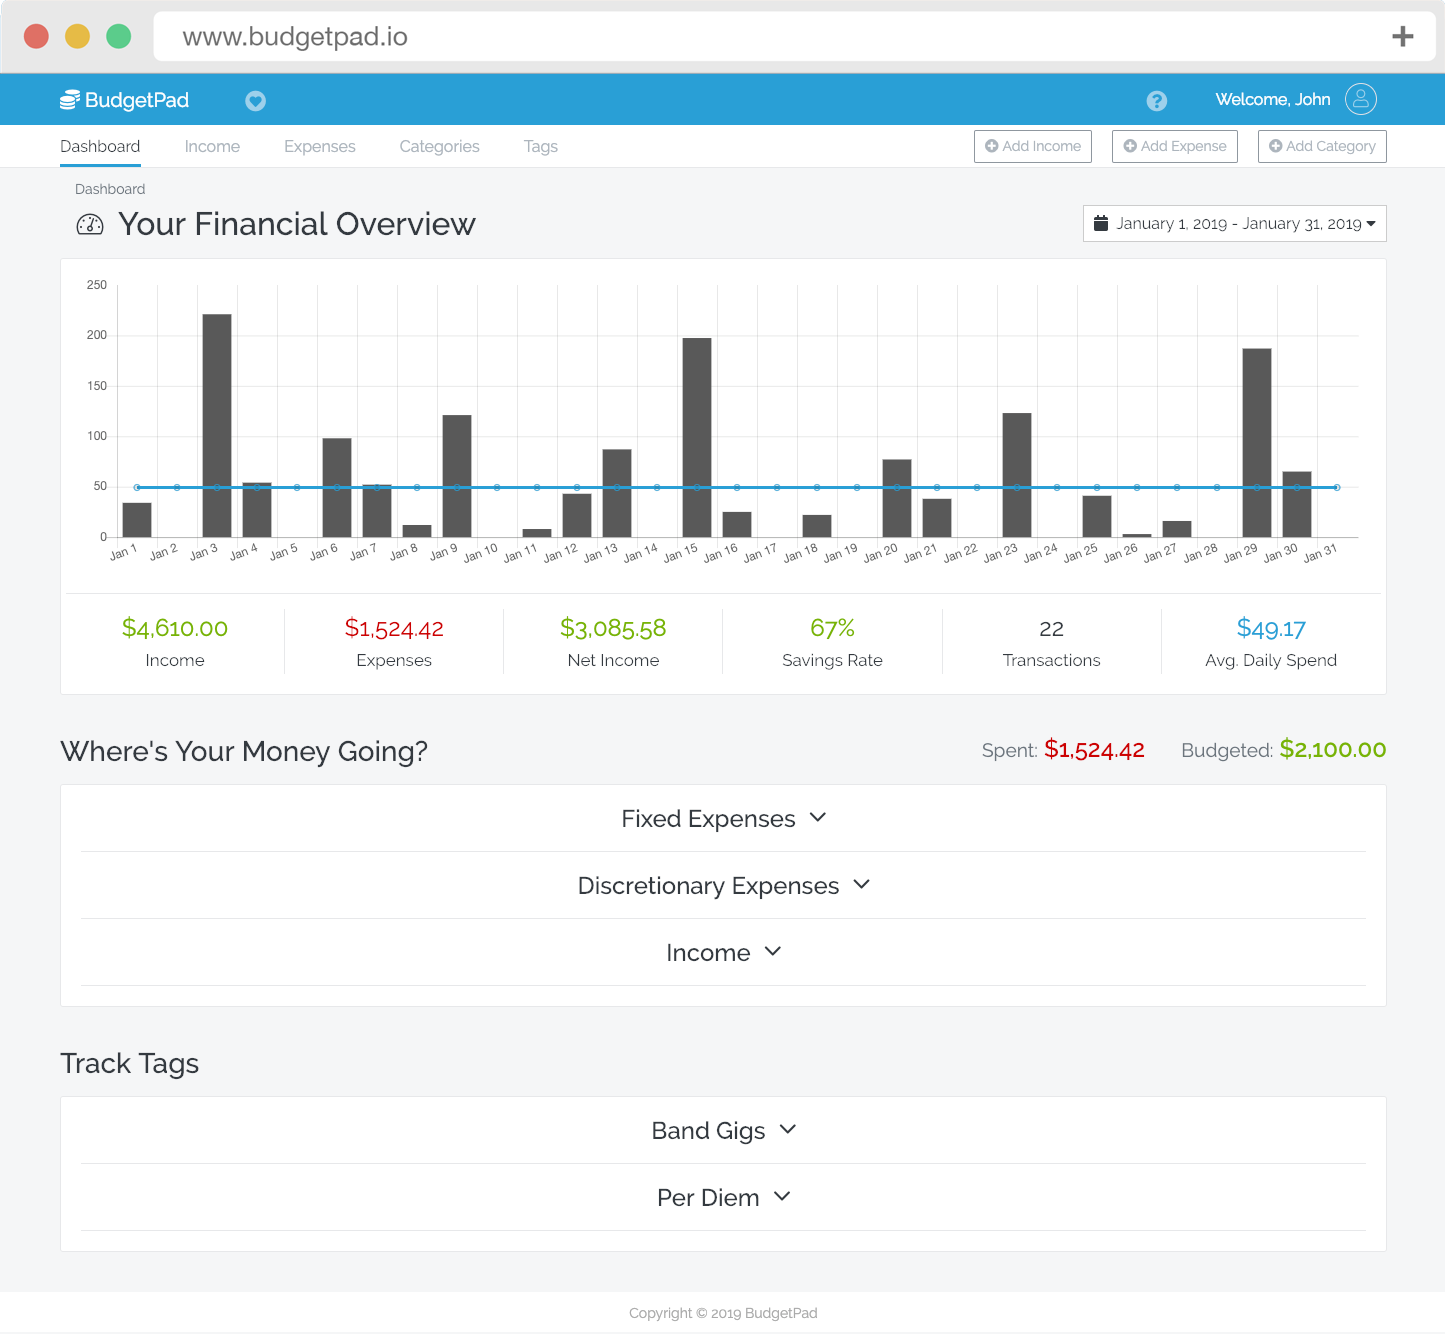 www.budgetpad.io
BudgetPad
Welcome, John
Dashboard Income Expenses Categories Tags Add Income Add Expense Add Category
Dashboard
Your Financial Overview
January 1, 2019 - January 31, 2019
250
200
150
100
50
0
Jan 1 Jan 2 Jan 3 Jan 4 Jan 5 Jan 6 Jan 7 Jan 8 Jan 9 Jan 10 Jan 11 Jan 12 Jan 13 Jan 14 Jan 15 Jan 16 Jan 17 Jan 18 Jan 19 Jan 20 Jan 21 Jan 22 Jan 23 Jan 24 Jan 25 Jan 26 Jan 27 Jan 28 Jan 29 Jan 30 Jan 31
$4,610.00 $1,524.42 $3,085.58 67% 22 $49.17
Income Expenses Net Income Savings Rate Transactions Avg. Daily Spend
Where's Your Money Going?
Spent: $1,524.42 Budgeted: $2,100.00
Fixed Expenses
Discretionary Expenses
Income
Track Tags
Band Gigs
Per Diem
Copyright © 2019 BudgetPad